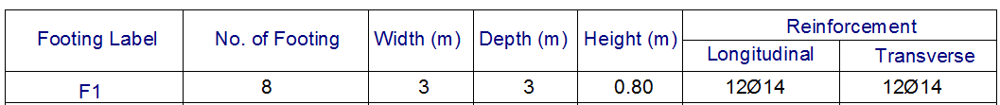 Footing Label No. of Footing Width (m) Depth (m) Height (m) Reinforcement
Longitudinal Transverse
F1 8 3 3 0.80 12Ø14 12Ø14